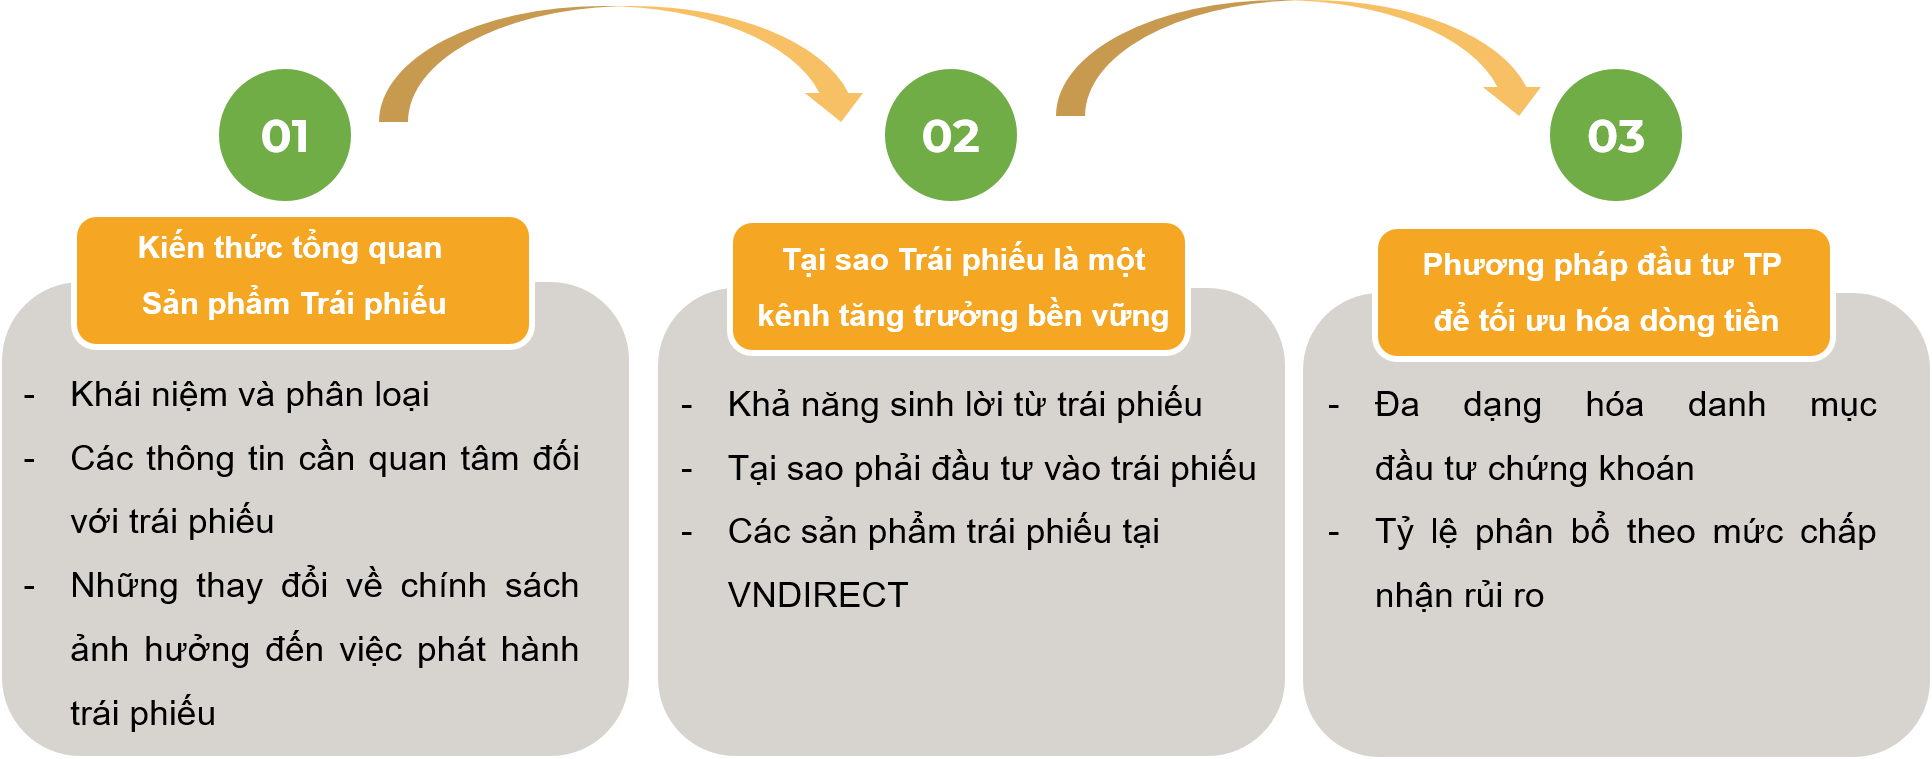 01
Kiến thức tổng quan
Sản phẩm Trái phiếu
- Khái niệm và phân loại
- Các thông tin cần quan tâm đối
với trái phiếu
- Những thay đổi về chính sách
ảnh hưởng đến việc phát hành
trái phiếu
02
Tại sao Trái phiếu là một
kênh tăng trưởng bền vững
- Khả năng sinh lời từ trái phiếu
- Tại sao phải đầu tư vào trái phiếu
- Các sản phẩm trái phiếu tại
VNDIRECT
03
Phương pháp đầu tư TP
để tối ưu hóa dòng tiền
- Đa dạng hóa danh mục
đầu tư chứng khoán
- Tỷ lệ phân bổ theo mức chấp
nhận rủi ro